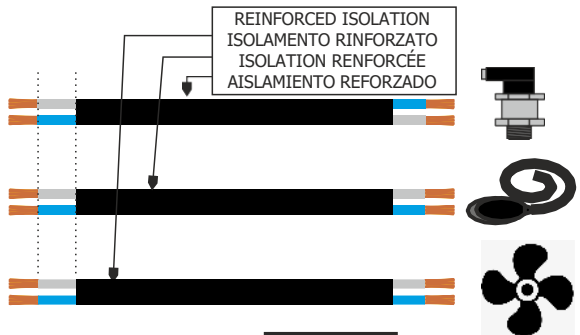 REINFORCED ISOLATION
ISOLAMENTO RINFORZATO
ISOLATION RENFORCÉE
AISLAMIENTO REFORZADO